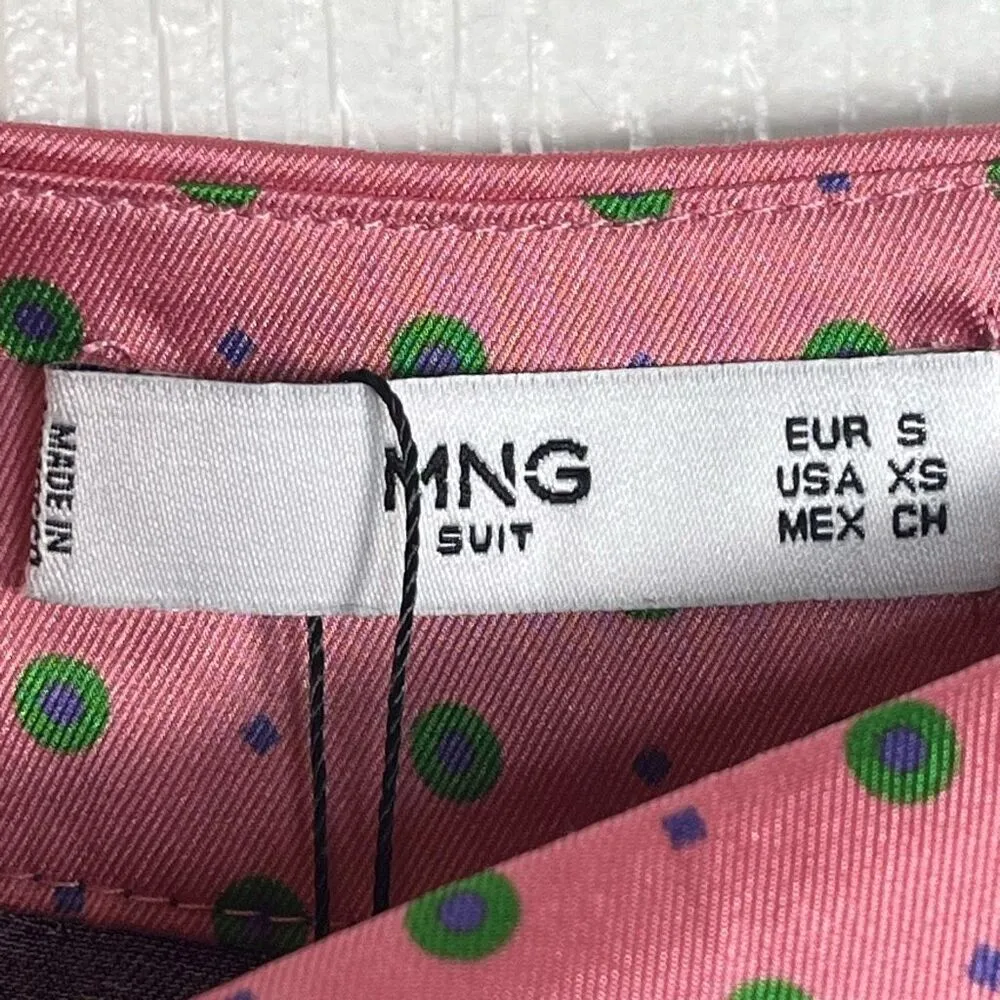 MADE IN
MNG
SUIT
EUR S
USA XS
MEX CH